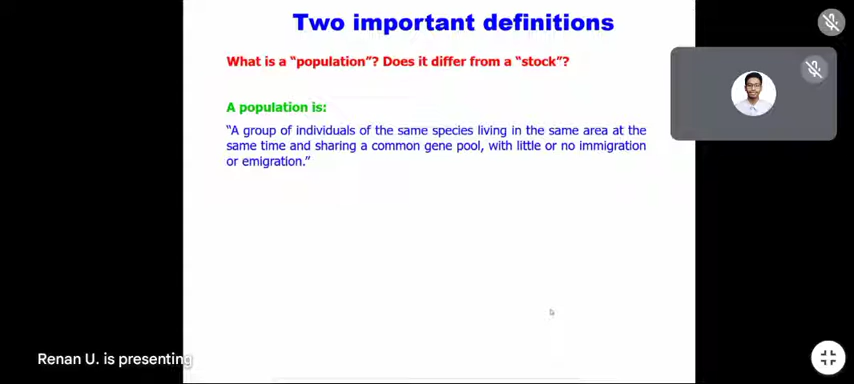 Two important definitions
What is a “population”? Does it differ from a “stock”?
A population is:
“A group of individuals of the same species living in the same area at the
same time and sharing a common gene pool, with little or no immigration
or emigration.”
Renan U. is presenting